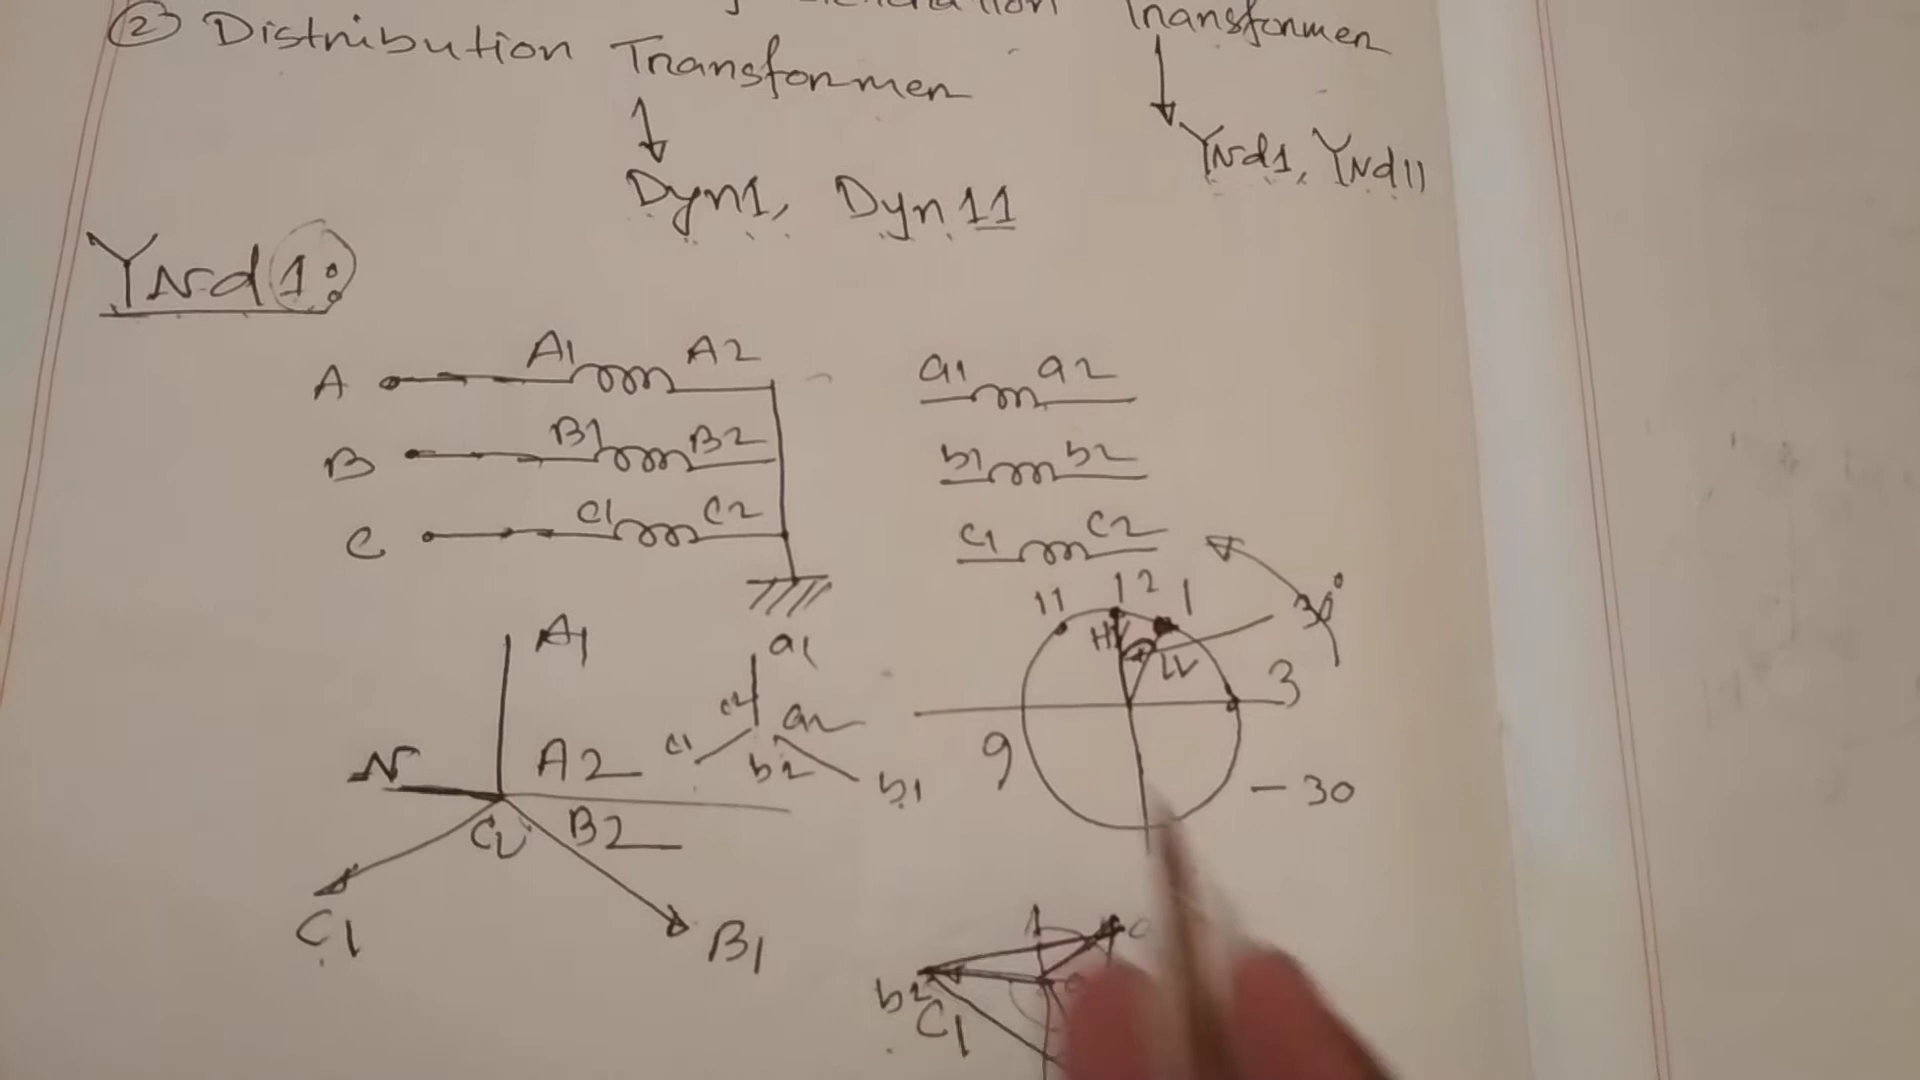 Transformer
② Distribution Transformer
YNd1, YNd11
Dyn1, Dyn11
YNd1:
A A1 A2 a1 a2
B B1 B2 b1 b2
C C1 C2 c1 c2
11 12 1 30°
HV LV
A1 a1
c2 a2 3
N A2 c1 b2 b1 9 -30
C2 B2
C1 B1
b2
C1